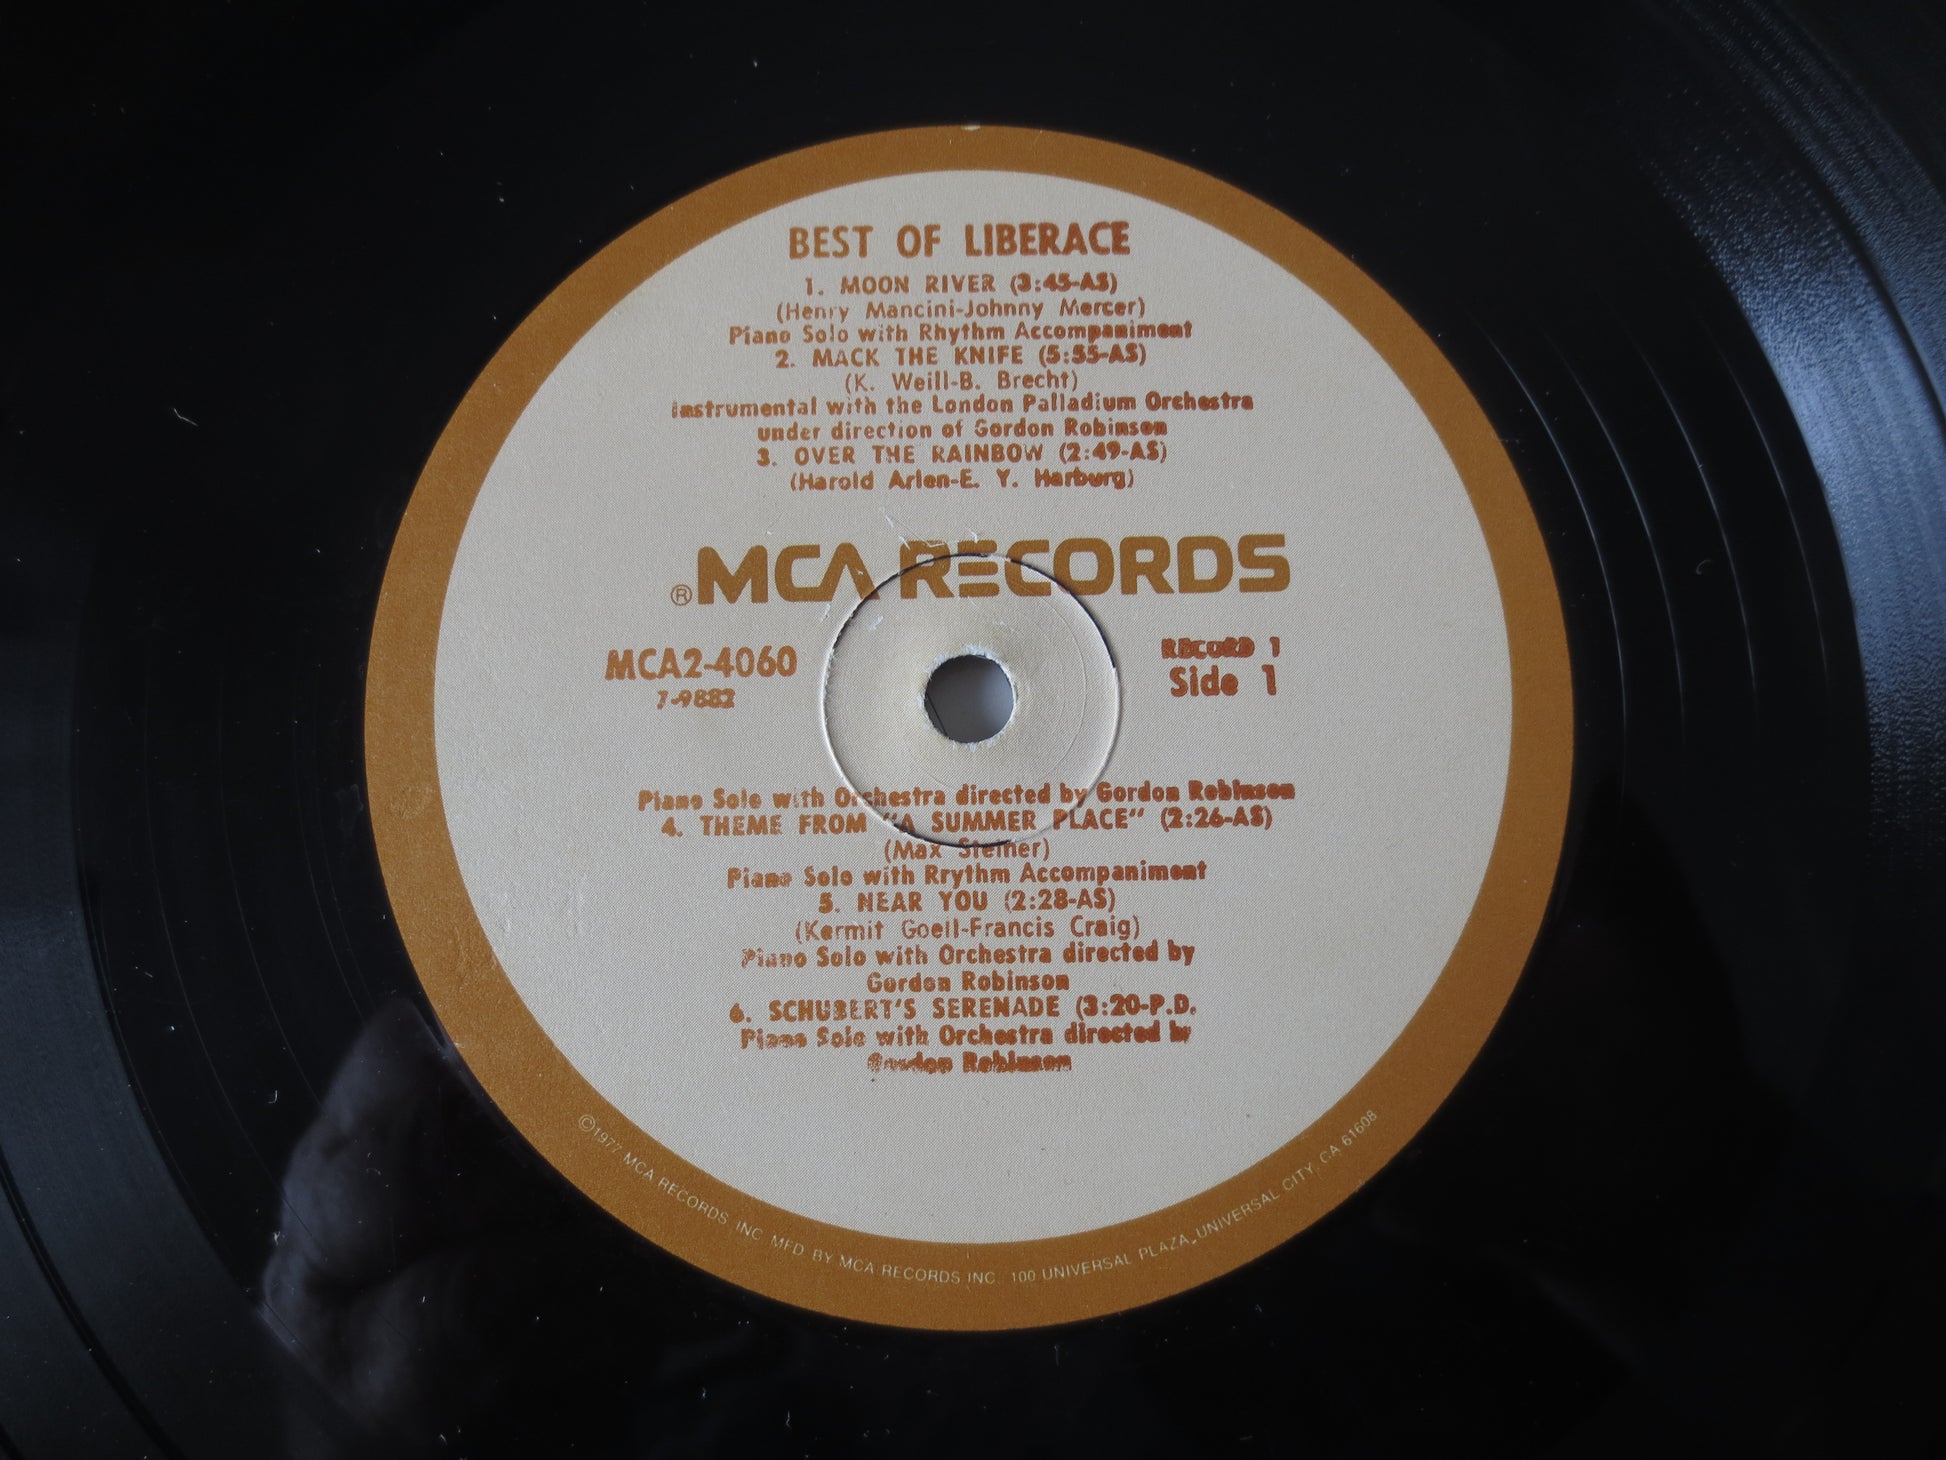 BEST OF LIBERACE
1. MOON RIVER (3:45-AS)
(Henry Mancini-Johnny Mercer)
Piano Solo with Rhythm Accompaniment
2. MACK THE KNIFE (5:55-AS)
(K. Weill-B. Brecht)
Instrumental with the London Palladium Orchestra
under direction of Gordon Robinson
3. OVER THE RAINBOW (2:49-AS)
(Harold Arlen-E. Y. Harburg)
®MCA RECORDS
MCA2-4060
7-9882
RECORD 1
Side 1
Piano Solo with Orchestra directed by Gordon Robinson
4. THEME FROM "A SUMMER PLACE" (2:26-AS)
(Max Steiner)
Piano Solo with Rrythm Accompaniment
5. NEAR YOU (2:28-AS)
(Kermit Goell-Francis Craig)
Piano Solo with Orchestra directed by
Gordon Robinson
6. SCHUBERT'S SERENADE (3:20-P.D.
Piano Solo with Orchestra directed by
Gordon Robinson
©1977 MCA RECORDS, INC. MFD. BY MCA RECORDS INC. 100 UNIVERSAL PLAZA, UNIVERSAL CITY, CA 61608